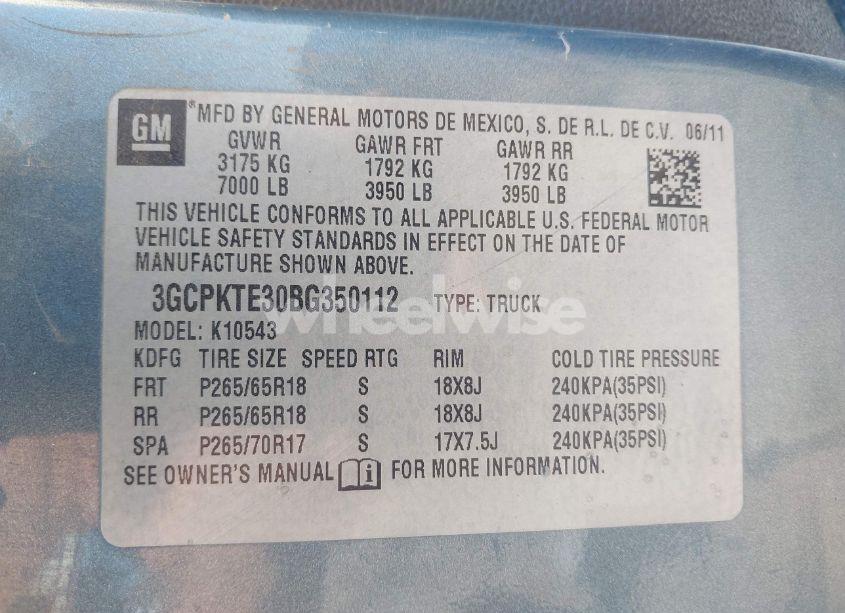 GM
® MFD BY GENERAL MOTORS DE MEXICO, S. DE R.L. DE C.V. 06/11
GVWR GAWR FRT GAWR RR
3175 KG 1792 KG 1792 KG
7000 LB 3950 LB 3950 LB
THIS VEHICLE CONFORMS TO ALL APPLICABLE U.S. FEDERAL MOTOR
VEHICLE SAFETY STANDARDS IN EFFECT ON THE DATE OF
MANUFACTURE SHOWN ABOVE.
3GCPKTE30BG350112 TYPE: TRUCK
wheelwise
MODEL: K10543
KDFG TIRE SIZE SPEED RTG RIM COLD TIRE PRESSURE
FRT P265/65R18 S 18X8J 240KPA(35PSI)
RR P265/65R18 S 18X8J 240KPA(35PSI)
SPA P265/70R17 S 17X7.5J 240KPA(35PSI)
SEE OWNER'S MANUAL i FOR MORE INFORMATION.